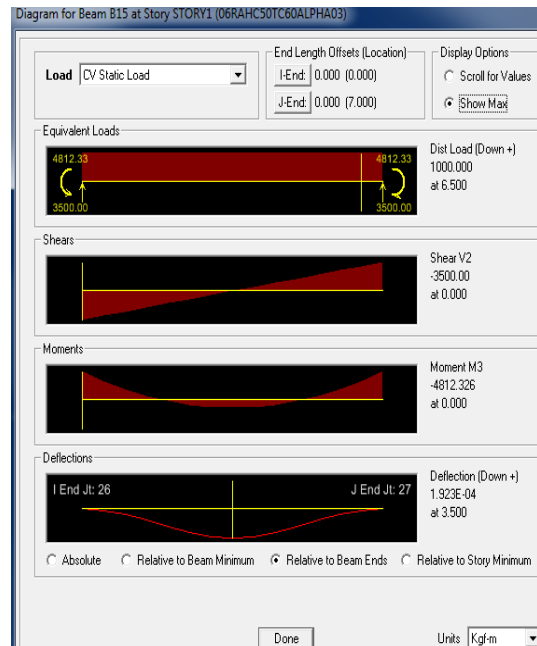 Diagram for Beam B15 at Story STORY1 (06RAHC50TC60ALPHA03)
Load CV Static Load
End Length Offsets (Location)
I-End: 0.000 (0.000)
J-End: 0.000 (7.000)
Display Options
Scroll for Values
Show Max
Equivalent Loads
4812.33 4812.33
3500.00 3500.00
Dist Load (Down +)
1000.000
at 6.500
Shears
Shear V2
-3500.00
at 0.000
Moments
Moment M3
-4812.326
at 0.000
Deflections
I End Jt: 26 J End Jt: 27
Deflection (Down +)
1.923E-04
at 3.500
Absolute Relative to Beam Minimum Relative to Beam Ends Relative to Story Minimum
Done Units Kgf-m